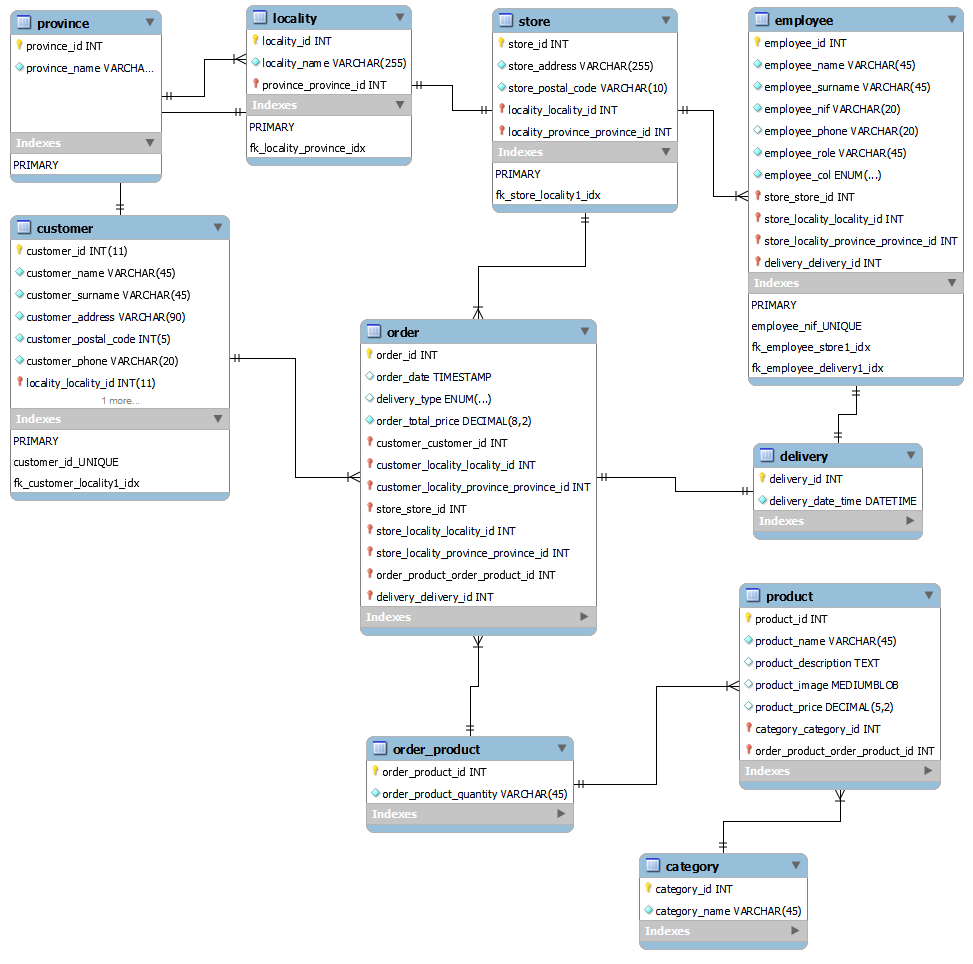 province
province_id INT
province_name VARCHA...
Indexes
PRIMARY
locality
locality_id INT
locality_name VARCHAR(255)
province_province_id INT
Indexes
PRIMARY
fk_locality_province_idx
store
store_id INT
store_address VARCHAR(255)
store_postal_code VARCHAR(10)
locality_locality_id INT
locality_province_province_id INT
Indexes
PRIMARY
fk_store_locality1_idx
employee
employee_id INT
employee_name VARCHAR(45)
employee_surname VARCHAR(45)
employee_nif VARCHAR(20)
employee_phone VARCHAR(20)
employee_role VARCHAR(45)
employee_col ENUM(...)
store_store_id INT
store_locality_locality_id INT
store_locality_province_province_id INT
delivery_delivery_id INT
Indexes
PRIMARY
employee_nif_UNIQUE
fk_employee_store1_idx
fk_employee_delivery1_idx
customer
customer_id INT(11)
customer_name VARCHAR(45)
customer_surname VARCHAR(45)
customer_address VARCHAR(90)
customer_postal_code INT(5)
customer_phone VARCHAR(20)
locality_locality_id INT(11)
1 more...
Indexes
PRIMARY
customer_id_UNIQUE
fk_customer_locality1_idx
order
order_id INT
order_date TIMESTAMP
delivery_type ENUM(...)
order_total_price DECIMAL(8,2)
customer_customer_id INT
customer_locality_locality_id INT
customer_locality_province_province_id INT
store_store_id INT
store_locality_locality_id INT
store_locality_province_province_id INT
order_product_order_product_id INT
delivery_delivery_id INT
Indexes
delivery
delivery_id INT
delivery_date_time DATETIME
Indexes
product
product_id INT
product_name VARCHAR(45)
product_description TEXT
product_image MEDIUMBLOB
product_price DECIMAL(5,2)
category_category_id INT
order_product_order_product_id INT
Indexes
order_product
order_product_id INT
order_product_quantity VARCHAR(45)
Indexes
category
category_id INT
category_name VARCHAR(45)
Indexes